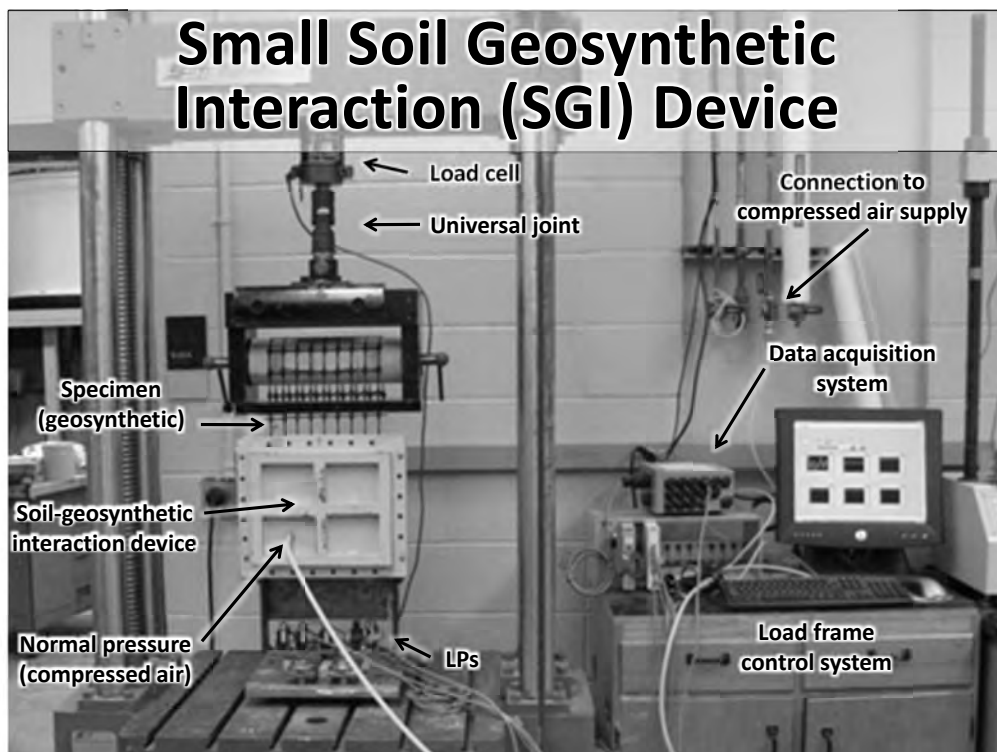 Small Soil Geosynthetic
Interaction (SGI) Device
Load cell
Connection to
compressed air supply
Universal joint
Data acquisition
system
Specimen
(geosynthetic)
Soil-geosynthetic
interaction device
Normal pressure
(compressed air)
LPs
Load frame
control system